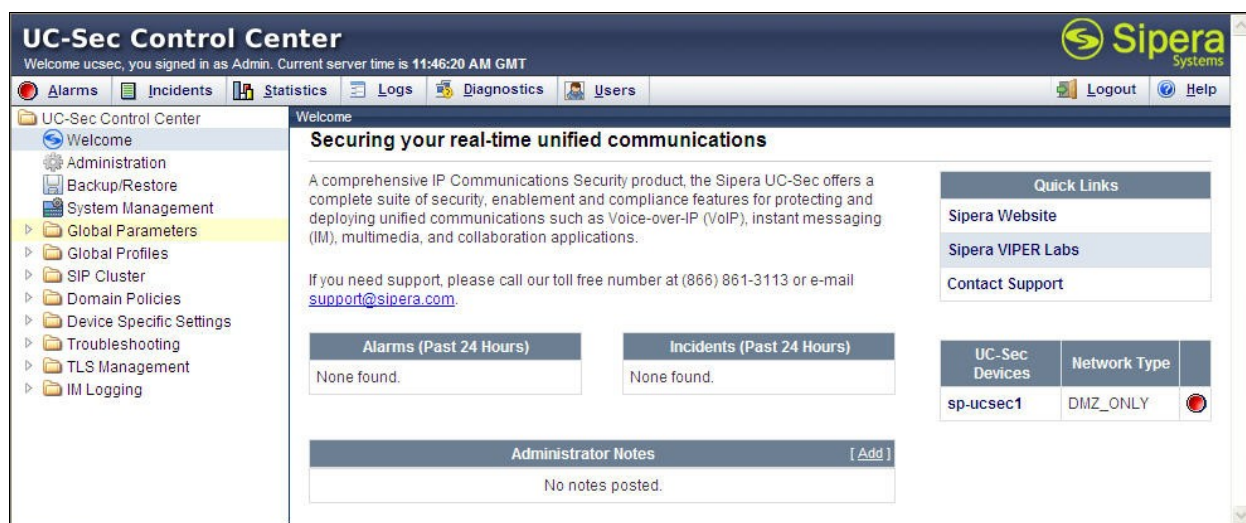 UC-Sec Control Center
Welcome ucsec, you signed in as Admin. Current server time is 11:46:20 AM GMT
Sipera
Systems
Alarms Incidents Statistics Logs Diagnostics Users Logout Help
UC-Sec Control Center
Welcome
Administration
Backup/Restore
System Management
Global Parameters
Global Profiles
SIP Cluster
Domain Policies
Device Specific Settings
Troubleshooting
TLS Management
IM Logging
Welcome
Securing your real-time unified communications
A comprehensive IP Communications Security product, the Sipera UC-Sec offers a
complete suite of security, enablement and compliance features for protecting and
deploying unified communications such as Voice-over-IP (VoIP), instant messaging
(IM), multimedia, and collaboration applications.
If you need support, please call our toll free number at (866) 861-3113 or e-mail
support@sipera.com.
Alarms (Past 24 Hours)
None found.
Incidents (Past 24 Hours)
None found.
Administrator Notes [ Add ]
No notes posted.
Quick Links
Sipera Website
Sipera VIPER Labs
Contact Support
UC-Sec
Devices
Network Type
sp-ucsec1 DMZ_ONLY